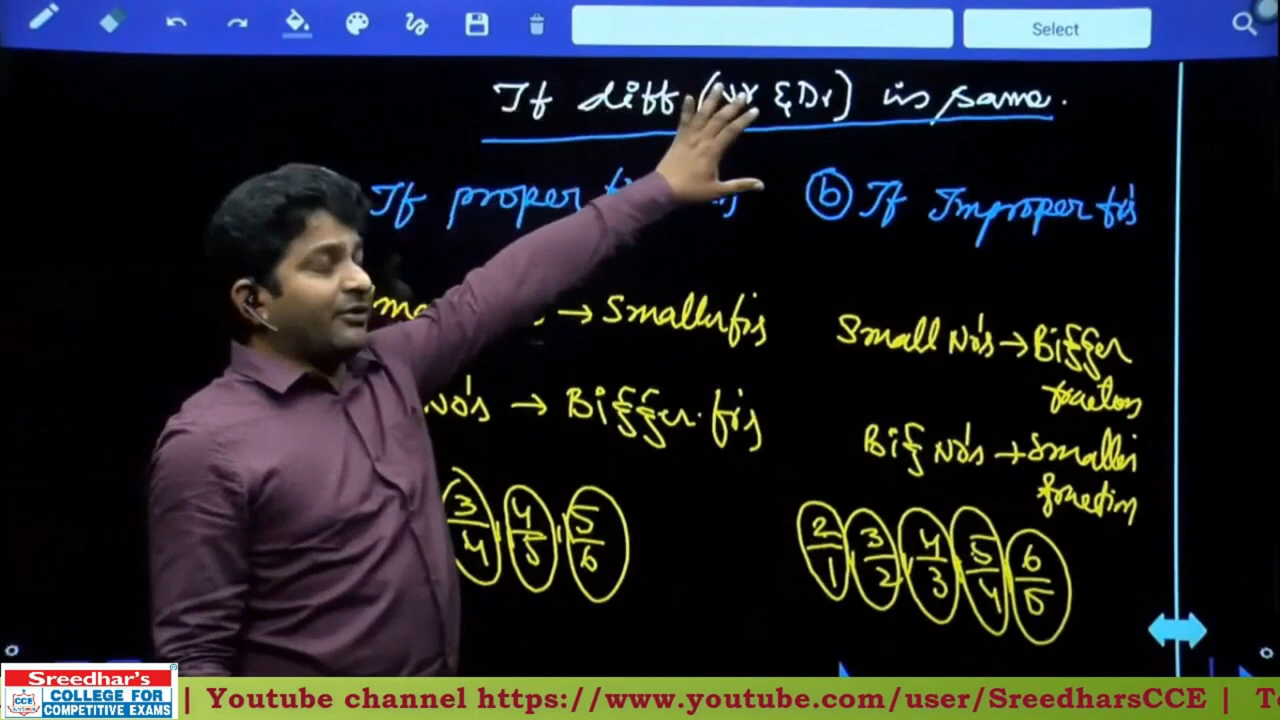 Select
If diff (Nr & Dr) is same.
If proper
ⓑ If Improper fr's
→ Smaller fr's
Small No's → Bigger
fractions
No's → Bigger fr's
Big No's → Smaller
fraction
3/4, 4/5, 5/6
2/1, 3/2, 4/3, 5/4, 6/5
Sreedhar's
CCE
COLLEGE FOR
COMPETITIVE EXAMS
| Youtube channel https://www.youtube.com/user/SreedharsCCE |